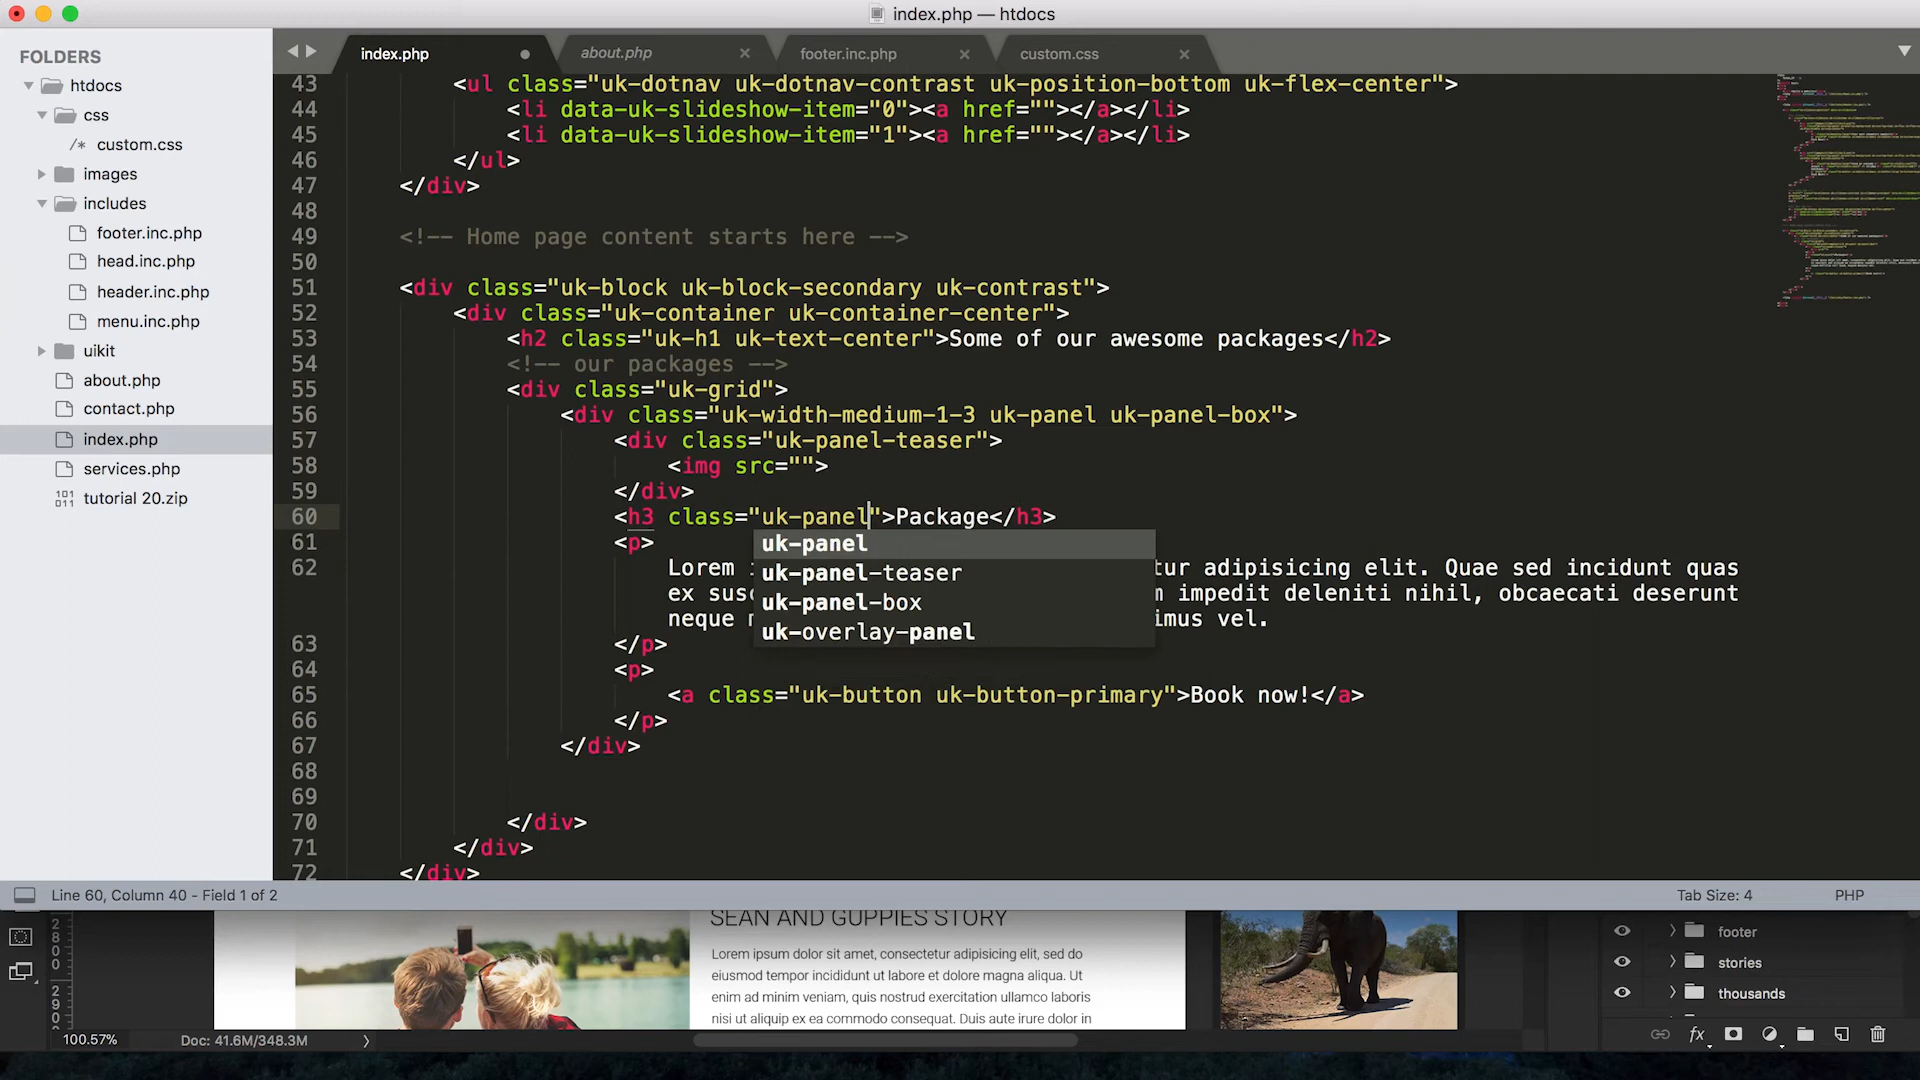 index.php — htdocs
FOLDERS
htdocs
css
/* custom.css
images
includes
footer.inc.php
head.inc.php
header.inc.php
menu.inc.php
uikit
about.php
contact.php
index.php
services.php
tutorial 20.zip
index.php
about.php
footer.inc.php
custom.css
43 <ul class="uk-dotnav uk-dotnav-contrast uk-position-bottom uk-flex-center">
44 <li data-uk-slideshow-item="0"><a href=""></a></li>
45 <li data-uk-slideshow-item="1"><a href=""></a></li>
46 </ul>
47 </div>
48
49 <!-- Home page content starts here -->
50
51 <div class="uk-block uk-block-secondary uk-contrast">
52 <div class="uk-container uk-container-center">
53 <h2 class="uk-h1 uk-text-center">Some of our awesome packages</h2>
54 <!-- our packages -->
55 <div class="uk-grid">
56 <div class="uk-width-medium-1-3 uk-panel uk-panel-box">
57 <div class="uk-panel-teaser">
58 <img src="">
59 </div>
60 <h3 class="uk-panel">Package</h3>
61 <p>
uk-panel
uk-panel-teaser
uk-panel-box
uk-overlay-panel
62 Lorem tur adipisicing elit. Quae sed incidunt quas
ex impedit deleniti nihil, obcaecati deserunt
neque vel.
63 </p>
64 <p>
65 <a class="uk-button uk-button-primary">Book now!</a>
66 </p>
67 </div>
68
69
70 </div>
71 </div>
72 </div>
Line 60, Column 40 - Field 1 of 2
Tab Size: 4
PHP
SEAN AND GUPPIES STORY
Lorem ipsum dolor sit amet, consectetur adipisicing elit, sed do
eiusmod tempor incididunt ut labore et dolore magna aliqua. Ut
enim ad minim veniam, quis nostrud exercitation ullamco laboris
nisi ut aliquip ex ea commodo consequat. Duis aute irure dolor in
footer
stories
thousands
100.57%
Doc: 41.6M/348.3M
fx